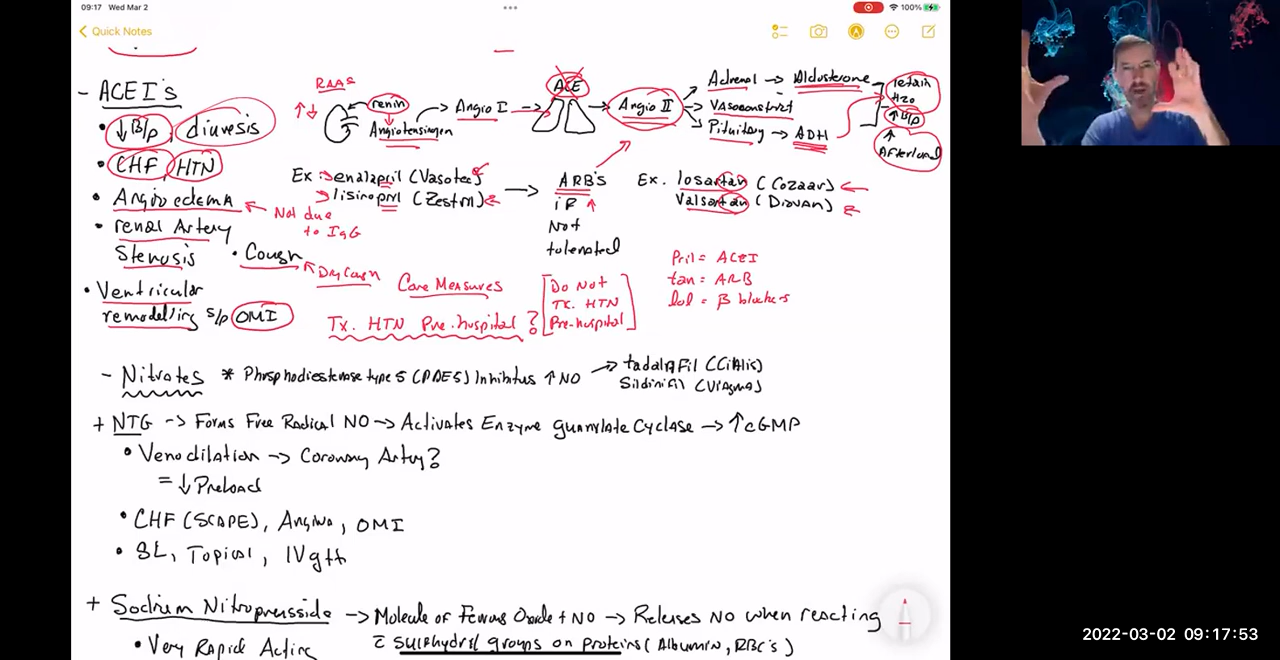 09:17 Wed Mar 2
100%
Quick Notes
- ACEI's
RAAS
renin
Angiotensinogen
Angio I
ACE
Angio II
Adrenal → Aldosterone
Vasoconstrict
Pituitary → ADH
retain
H2O
↑B/p
↑
Afterload
• ↓B/p, diuresis
• CHF, HTN
• Angioedema
Not due
to IgG
• renal Artery
Stenosis
• Cough
Dry Cough
• Ventricular
remodelling s/p OMI
Ex: enalapril (Vasotec)
lisinopril (Zestril)
→ ARB's
if
Not
tolerated
Ex. losartan (Cozaar)
Valsartan (Diovan)
Pril = ACEI
tan = ARB
lol = β blockers
Core Measures
Tx. HTN Pre-hospital?
Do Not
Tx. HTN
Pre-hospital
- Nitrates * Phosphodiesterase type 5 (PDE5) Inhibitors ↑ NO → tadalafil (Cialis)
Sildinifil (Viagra)
+ NTG → Forms Free Radical NO → Activates Enzyme guanylate Cyclase → ↑cGMP
• Venodilation → Coronary Artery?
= ↓ Preload
• CHF (SCAPE), Angina, OMI
• SL, Topical, IV gtt
+ Sodium Nitroprusside → Molecule of Ferrous Oxide + NO → Releases NO when reacting
c̄ sulfhydril groups on proteins (Albumin, RBC's)
• Very Rapid Acting
2022-03-02 09:17:53